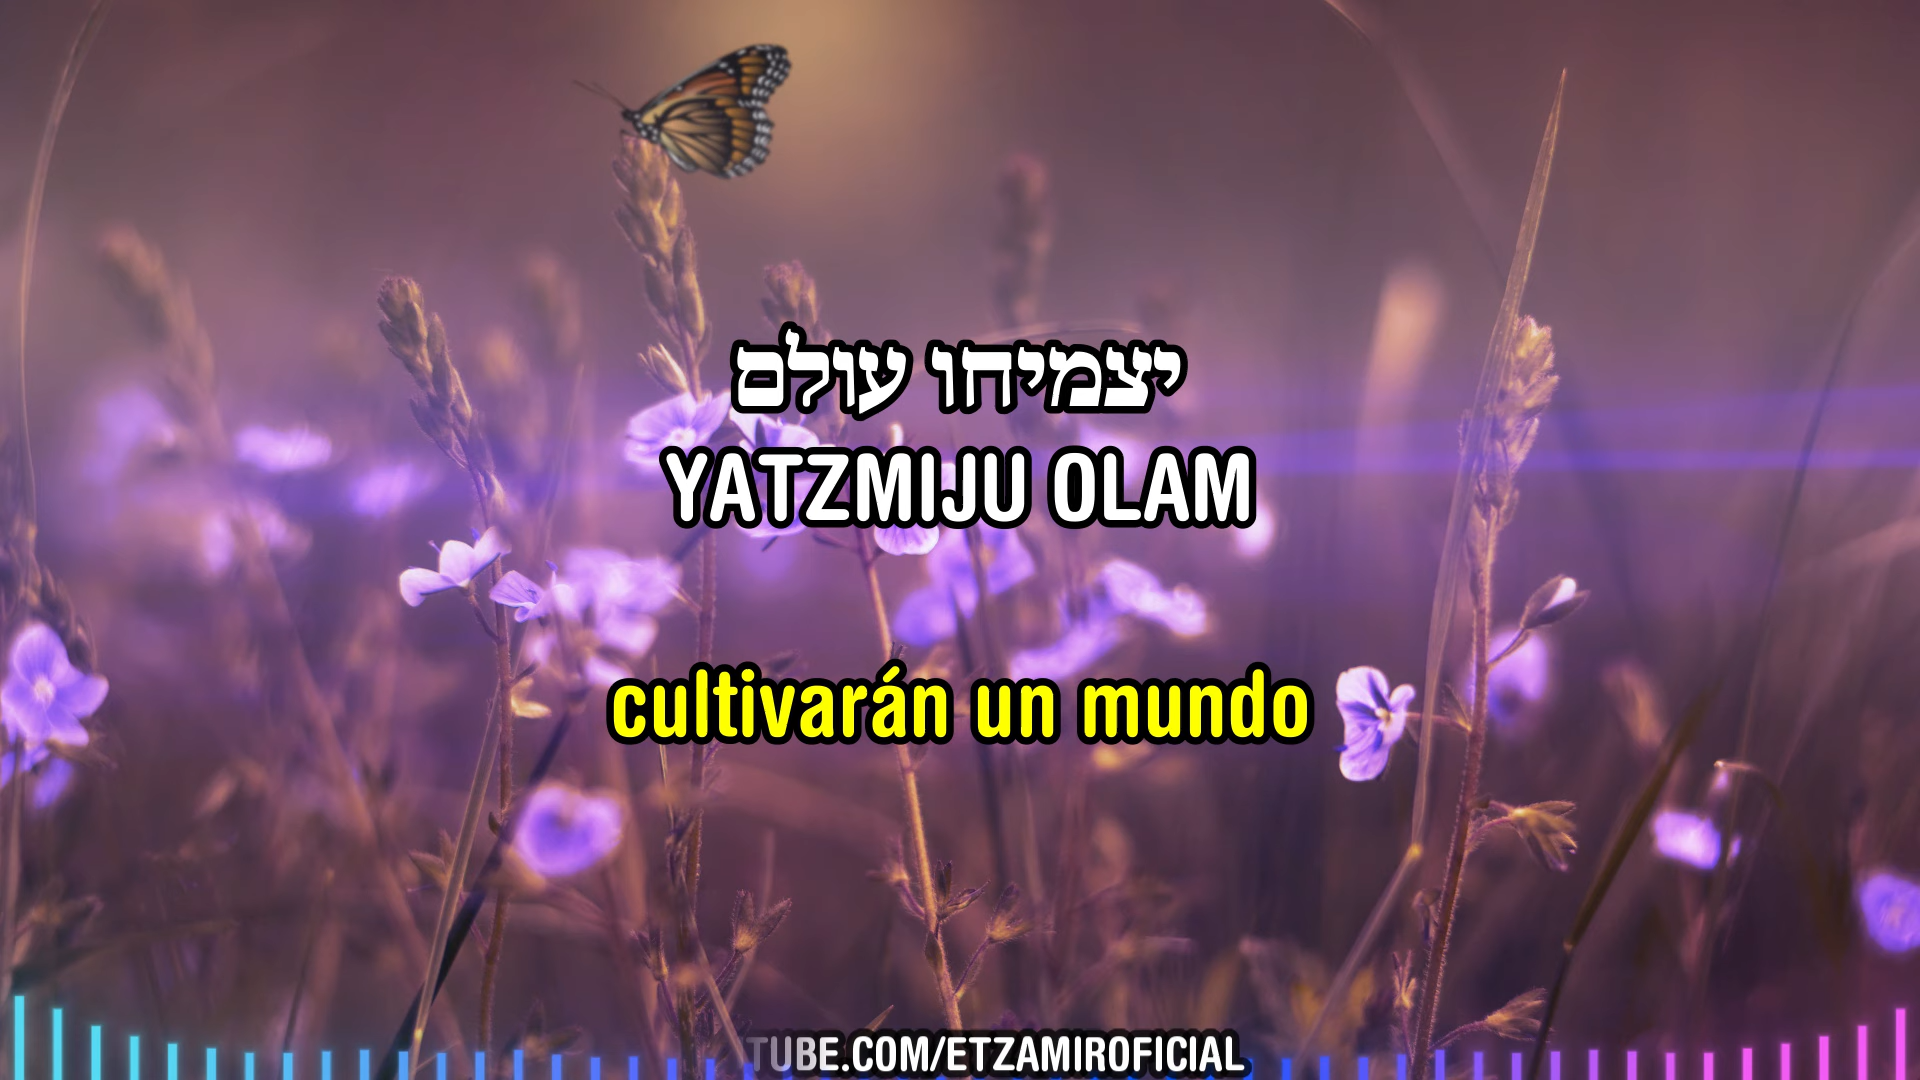 יצמיחו עולם
YATZMIJU OLAM
cultivarán un mundo
TUBE.COM/ETZAMIROFICIAL